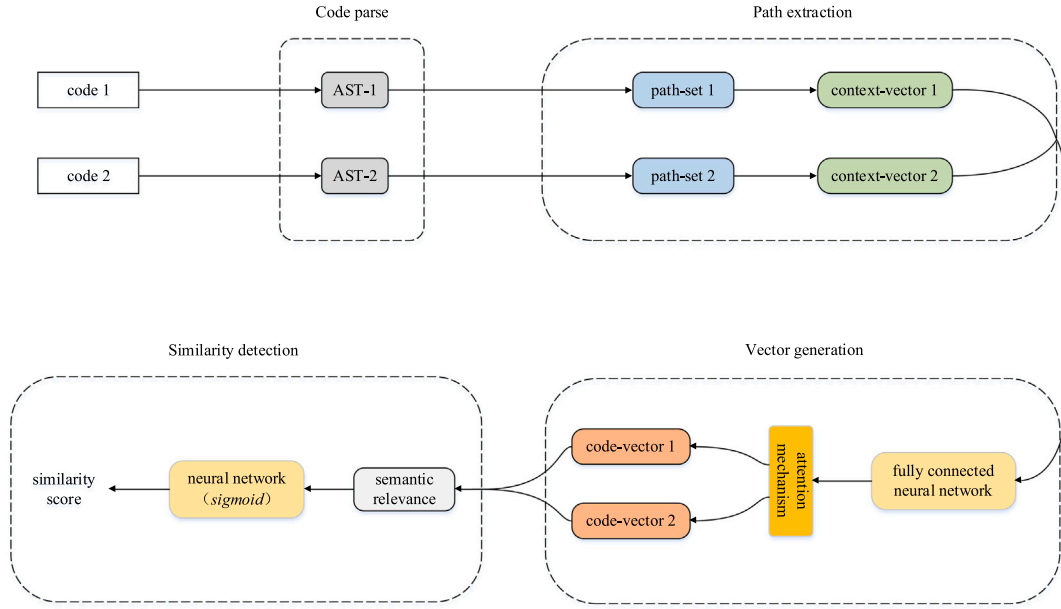 Code parse
Path extraction
code 1
AST-1
path-set 1
context-vector 1
code 2
AST-2
path-set 2
context-vector 2
Similarity detection
Vector generation
similarity
score
neural network
（sigmoid）
semantic
relevance
code-vector 1
code-vector 2
attention
mechanism
fully connected
neural network